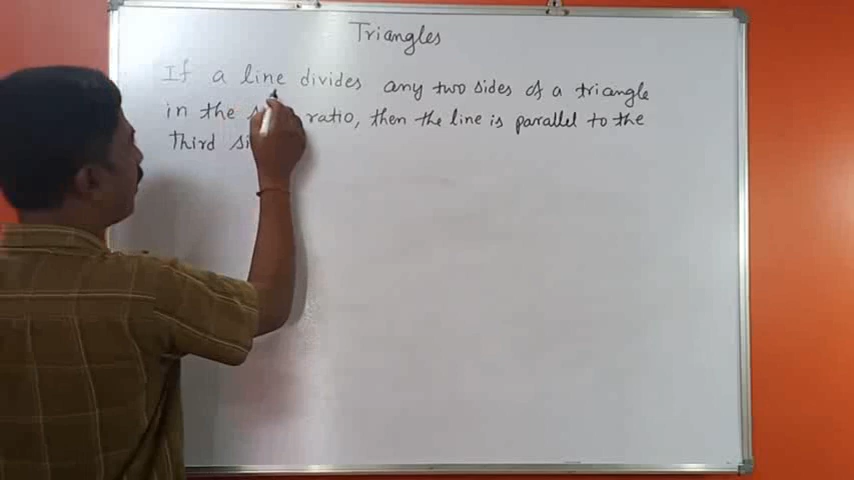 Triangles
If a line divides any two sides of a triangle
in the ratio, then the line is parallel to the
third